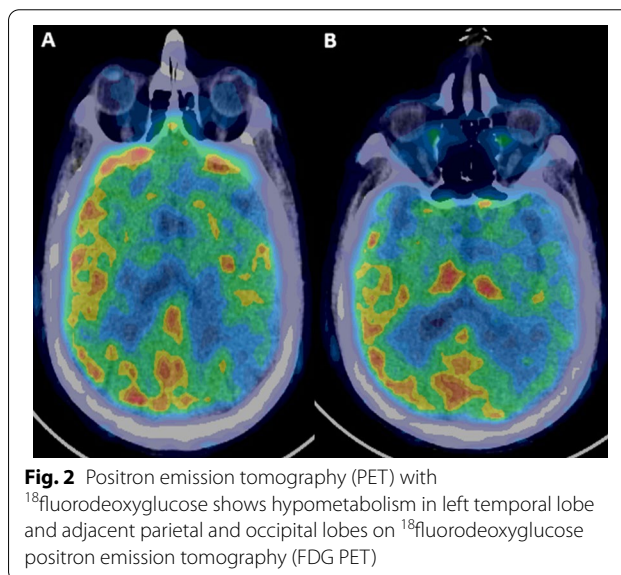 A
B
Fig. 2 Positron emission tomography (PET) with
¹⁸fluorodeoxyglucose shows hypometabolism in left temporal lobe
and adjacent parietal and occipital lobes on ¹⁸fluorodeoxyglucose
positron emission tomography (FDG PET)